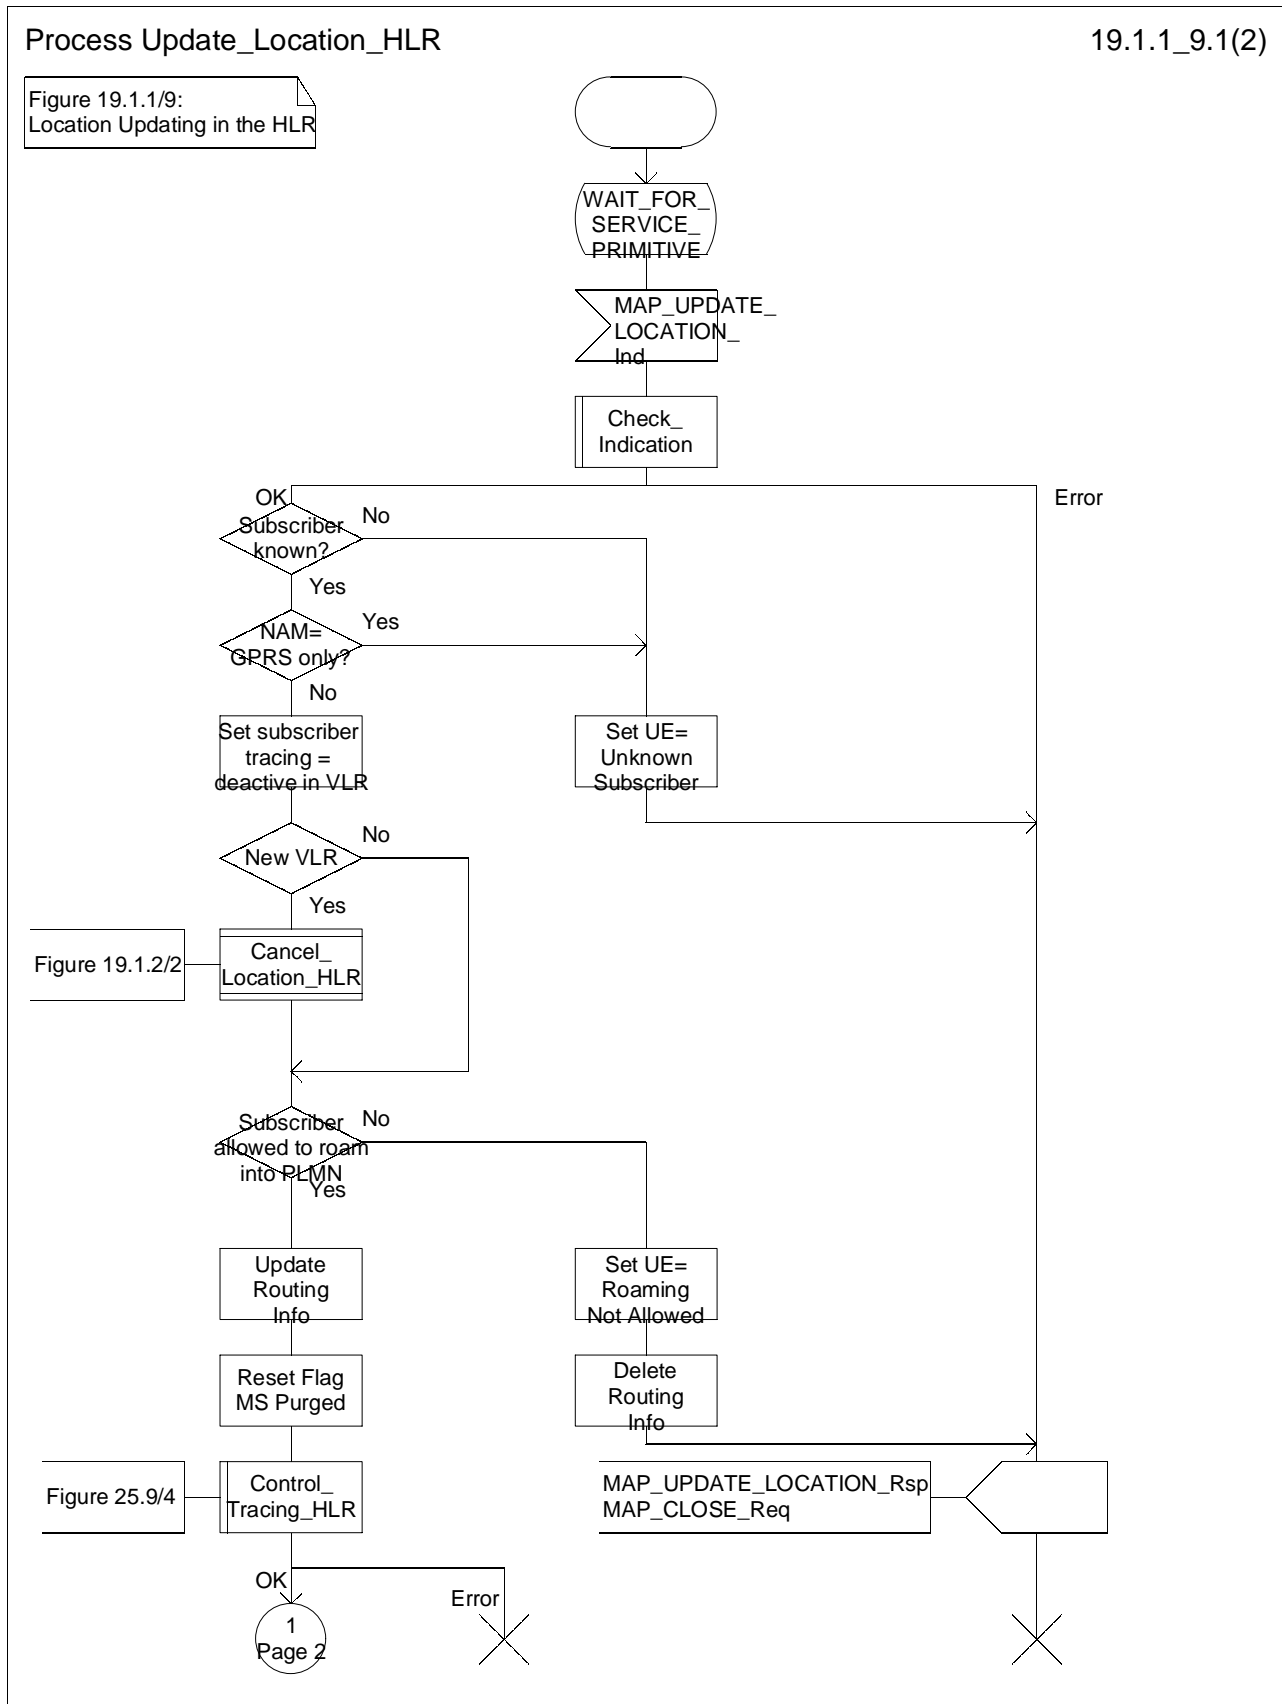 Process Update_Location_HLR
19.1.1_9.1(2)
Figure 19.1.1/9:
Location Updating in the HLR
WAIT_FOR_
SERVICE_
PRIMITIVE
MAP_UPDATE_
LOCATION_
Ind
Check_
Indication
OK
Error
Subscriber
known?
No
Yes
NAM=
GPRS only?
Yes
No
Set subscriber
tracing =
deactive in VLR
Set UE=
Unknown
Subscriber
New VLR
No
Yes
Figure 19.1.2/2
Cancel_
Location_HLR
Subscriber
allowed to roam
into PLMN
No
Yes
Update
Routing
Info
Set UE=
Roaming
Not Allowed
Reset Flag
MS Purged
Delete
Routing
Info
Figure 25.9/4
Control_
Tracing_HLR
MAP_UPDATE_LOCATION_Rsp
MAP_CLOSE_Req
OK
Error
1
Page 2